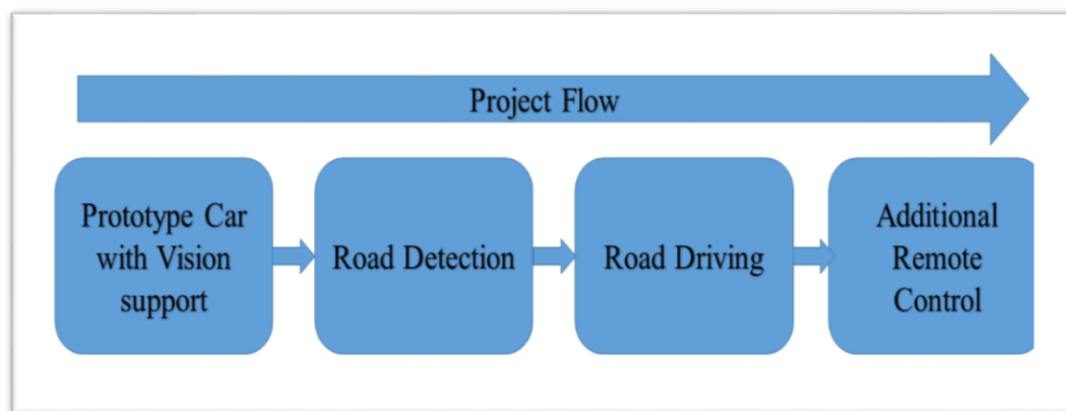 Project Flow
Prototype Car
with Vision
support
Road Detection
Road Driving
Additional
Remote
Control